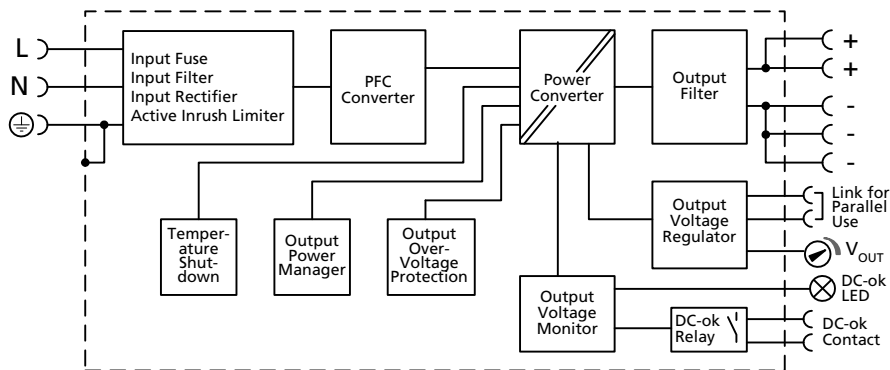 L
N
Input Fuse
Input Filter
Input Rectifier
Active Inrush Limiter
PFC
Converter
Power
Converter
Output
Filter
+
+
-
-
-
Temper-
ature
Shut-
down
Output
Power
Manager
Output
Over-
Voltage
Protection
Output
Voltage
Regulator
Link for
Parallel
Use
VOUT
Output
Voltage
Monitor
DC-ok
LED
DC-ok
Relay
DC-ok
Contact